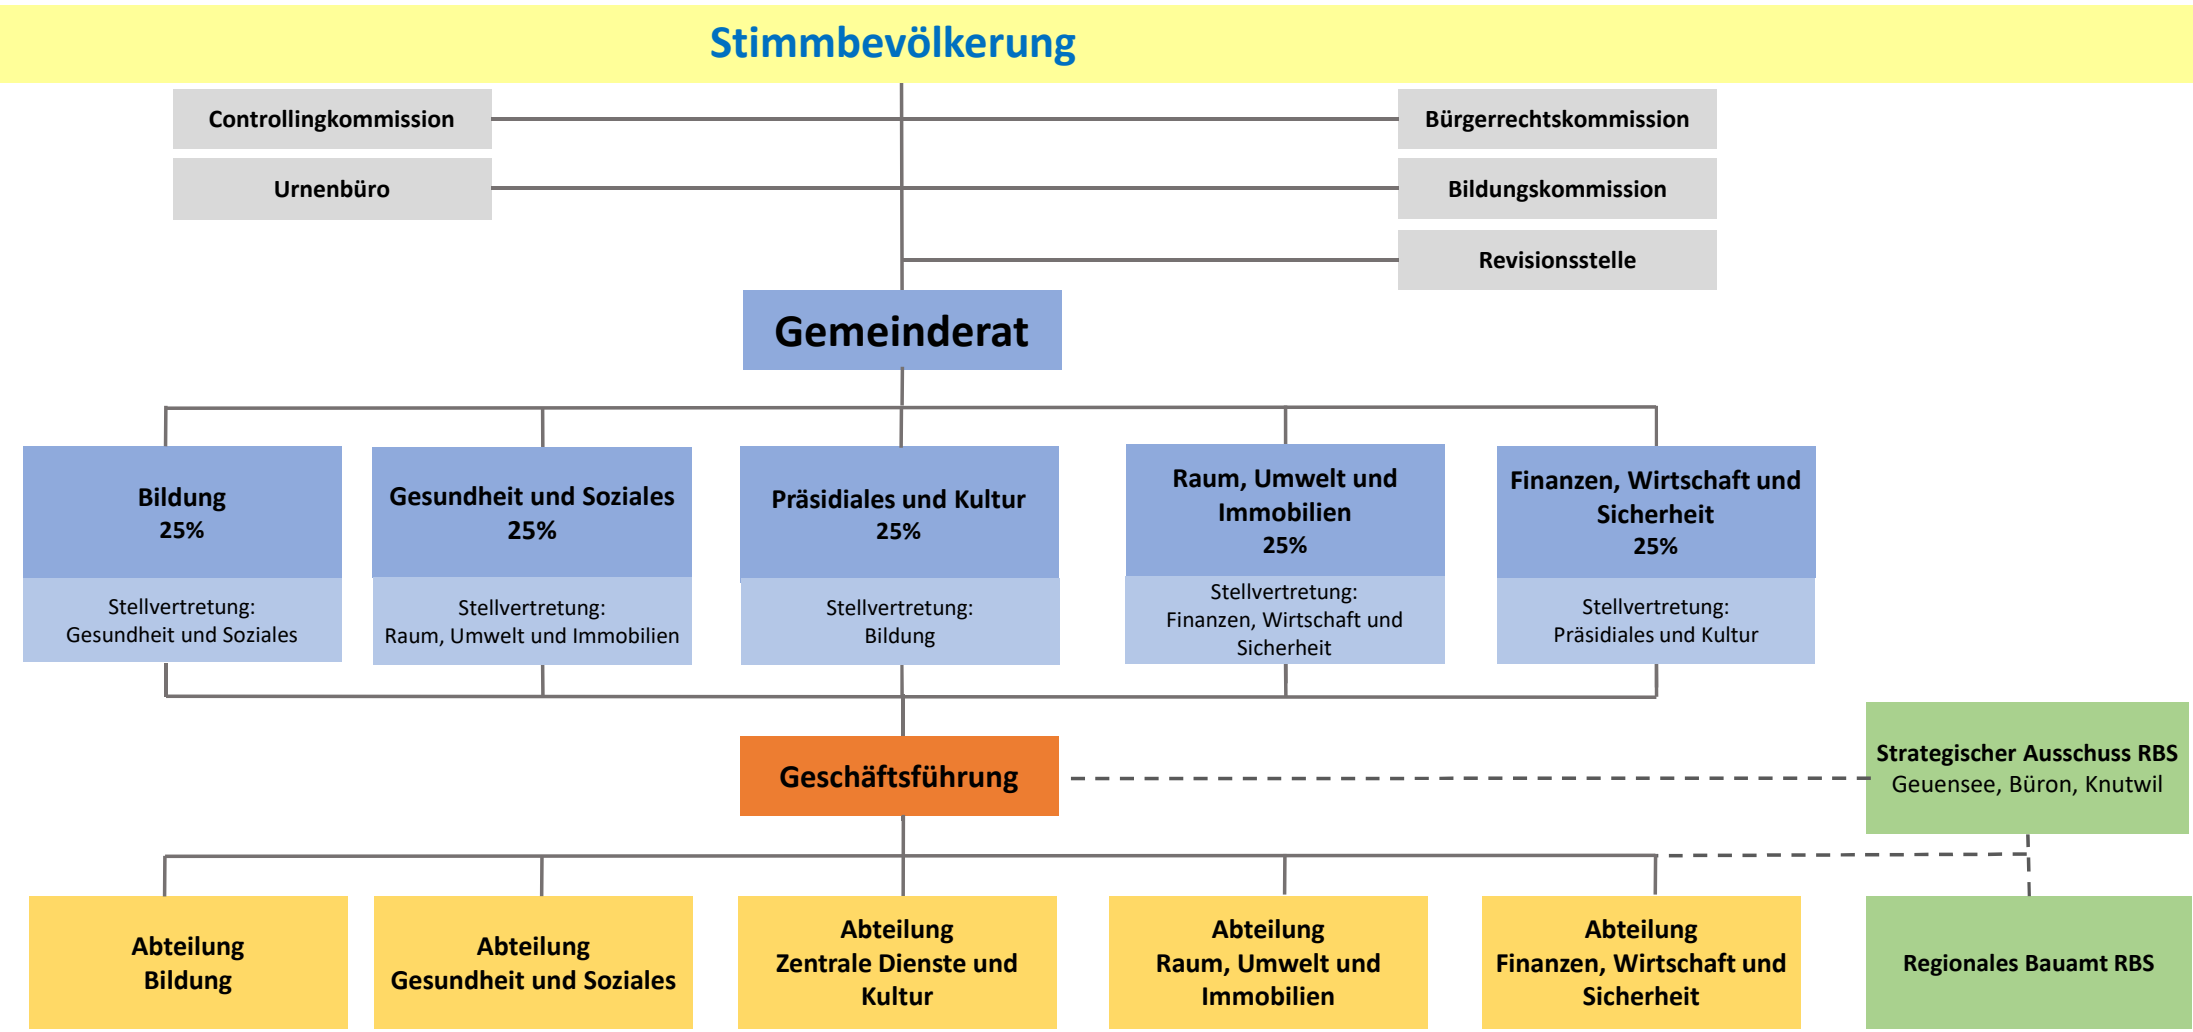 Stimmbevölkerung
Controllingkommission
Bürgerrechtskommission
Urnenbüro
Bildungskommission
Revisionsstelle
Gemeinderat
Bildung
25%
Stellvertretung:
Gesundheit und Soziales
Gesundheit und Soziales
25%
Stellvertretung:
Raum, Umwelt und Immobilien
Präsidiales und Kultur
25%
Stellvertretung:
Bildung
Raum, Umwelt und
Immobilien
25%
Stellvertretung:
Finanzen, Wirtschaft und
Sicherheit
Finanzen, Wirtschaft und
Sicherheit
25%
Stellvertretung:
Präsidiales und Kultur
Geschäftsführung
Strategischer Ausschuss RBS
Geuensee, Büron, Knutwil
Abteilung
Bildung
Abteilung
Gesundheit und Soziales
Abteilung
Zentrale Dienste und
Kultur
Abteilung
Raum, Umwelt und
Immobilien
Abteilung
Finanzen, Wirtschaft und
Sicherheit
Regionales Bauamt RBS